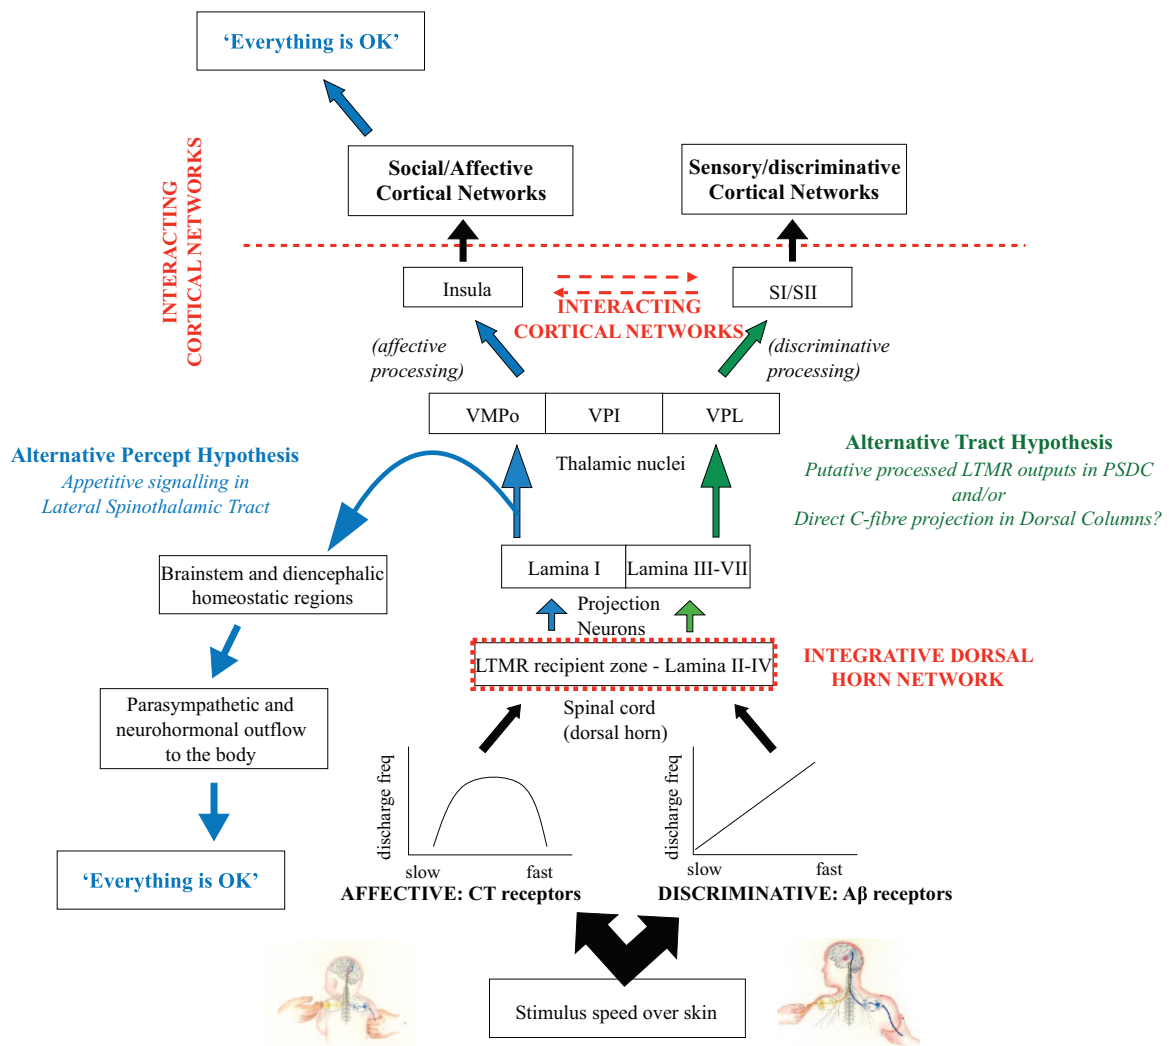 ‘Everything is OK’
Social/Affective
Cortical Networks
Sensory/discriminative
Cortical Networks
INTERACTING
CORTICAL NETWORKS
Insula
SI/SII
INTERACTING
CORTICAL NETWORKS
(affective
processing)
(discriminative
processing)
VMPo
VPI
VPL
Thalamic nuclei
Alternative Percept Hypothesis
Appetitive signalling in
Lateral Spinothalamic Tract
Alternative Tract Hypothesis
Putative processed LTMR outputs in PSDC
and/or
Direct C-fibre projection in Dorsal Columns?
Lamina I
Lamina III-VII
Brainstem and diencephalic
homeostatic regions
Projection
Neurons
LTMR recipient zone - Lamina II-IV
INTEGRATIVE DORSAL
HORN NETWORK
Parasympathetic and
neurohormonal outflow
to the body
Spinal cord
(dorsal horn)
discharge freq
slow
fast
AFFECTIVE: CT receptors
discharge freq
slow
fast
DISCRIMINATIVE: Aβ receptors
‘Everything is OK’
Stimulus speed over skin